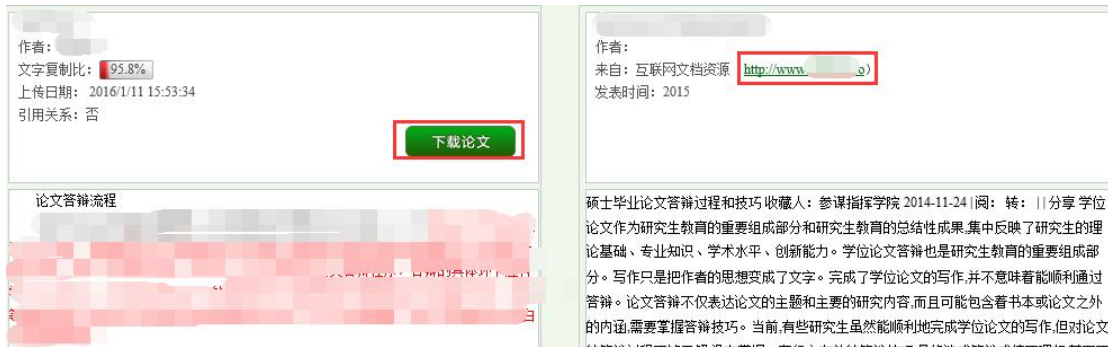 作者：
文字复制比： 95.8%
上传日期： 2016/1/11 15:53:34
引用关系：否
下载论文
作者：
来自：互联网文档资源 http://www. o)
发表时间：2015
论文答辩流程
硕士毕业论文答辩过程和技巧 收藏人：参谋指挥学院 2014-11-24 |阅： 转： ||分享 学位
论文作为研究生教育的重要组成部分和研究生教育的总结性成果,集中反映了研究生的理
论基础、专业知识、学术水平、创新能力。学位论文答辩也是研究生教育的重要组成部
分。写作只是把作者的思想变成了文字。完成了学位论文的写作,并不意味着能顺利通过
答辩。论文答辩不仅表达论文的主题和主要的研究内容,而且可能包含着书本或论文之外
的内涵,需要掌握答辩技巧。当前,有些研究生虽然能顺利地完成学位论文的写作,但对论文